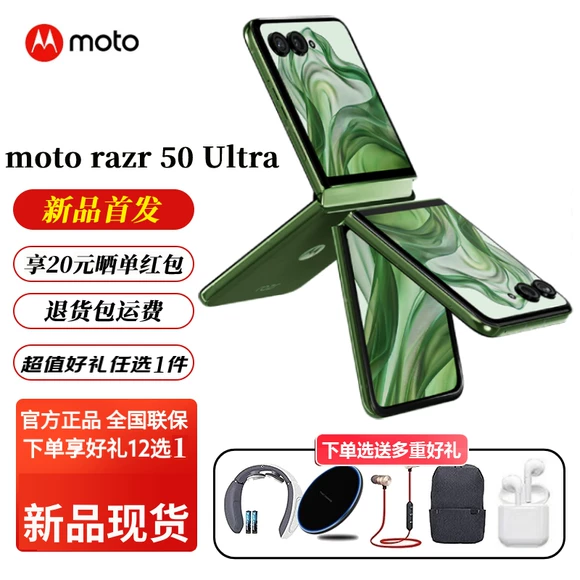 moto
moto razr 50 Ultra
新品首发
享20元晒单红包
退货包运费
超值好礼任选1件
官方正品 全国联保
下单享好礼12选1
新品现货
下单选送多重好礼